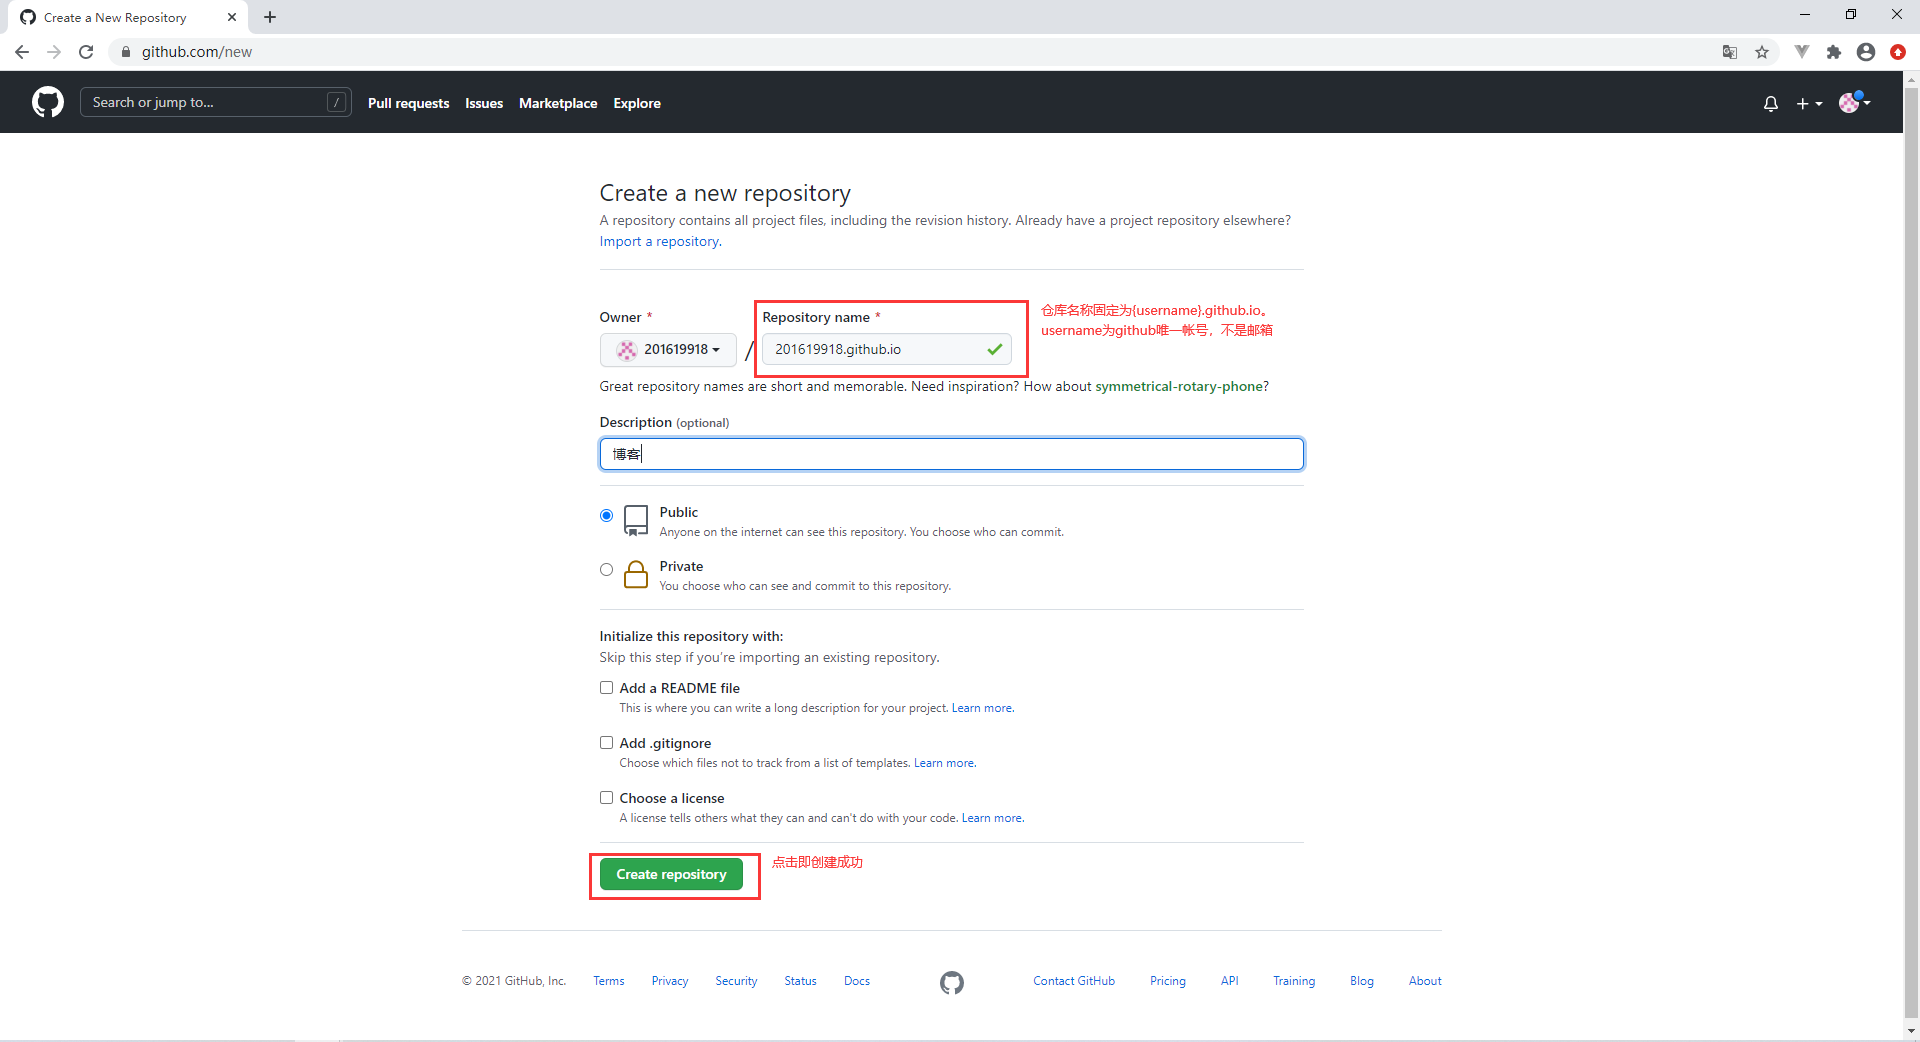 Create a New Repository
github.com/new
Search or jump to... /
Pull requests
Issues
Marketplace
Explore
Create a new repository
A repository contains all project files, including the revision history. Already have a project repository elsewhere?
Import a repository.
Owner *
Repository name *
201619918
/
201619918.github.io
仓库名称固定为{username}.github.io。
username为github唯一帐号，不是邮箱
Great repository names are short and memorable. Need inspiration? How about symmetrical-rotary-phone?
Description (optional)
博客
Public
Anyone on the internet can see this repository. You choose who can commit.
Private
You choose who can see and commit to this repository.
Initialize this repository with:
Skip this step if you're importing an existing repository.
Add a README file
This is where you can write a long description for your project. Learn more.
Add .gitignore
Choose which files not to track from a list of templates. Learn more.
Choose a license
A license tells others what they can and can't do with your code. Learn more.
Create repository
点击即创建成功
© 2021 GitHub, Inc.
Terms
Privacy
Security
Status
Docs
Contact GitHub
Pricing
API
Training
Blog
About